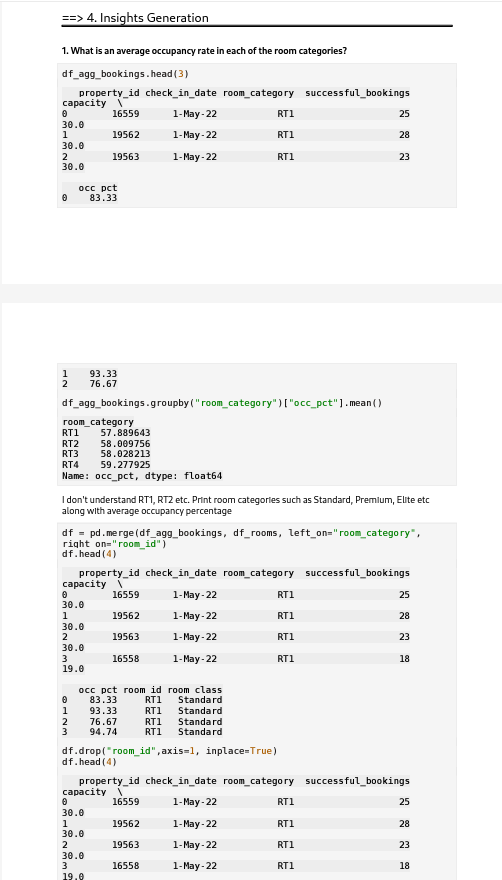 ==> 4. Insights Generation
1. What is an average occupancy rate in each of the room categories?
df_agg_bookings.head(3)
property_id check_in_date room_category successful_bookings
capacity \
0 16559 1-May-22 RT1 25
30.0
1 19562 1-May-22 RT1 28
30.0
2 19563 1-May-22 RT1 23
30.0
occ_pct
0 83.33
1 93.33
2 76.67
df_agg_bookings.groupby("room_category")["occ_pct"].mean()
room_category
RT1 57.889643
RT2 58.009756
RT3 58.028213
RT4 59.277925
Name: occ_pct, dtype: float64
I don't understand RT1, RT2 etc. Print room categories such as Standard, Premium, Elite etc
along with average occupancy percentage
df = pd.merge(df_agg_bookings, df_rooms, left_on="room_category",
right_on="room_id")
df.head(4)
property_id check_in_date room_category successful_bookings
capacity \
0 16559 1-May-22 RT1 25
30.0
1 19562 1-May-22 RT1 28
30.0
2 19563 1-May-22 RT1 23
30.0
3 16558 1-May-22 RT1 18
19.0
occ_pct room_id room_class
0 83.33 RT1 Standard
1 93.33 RT1 Standard
2 76.67 RT1 Standard
3 94.74 RT1 Standard
df.drop("room_id",axis=1, inplace=True)
df.head(4)
property_id check_in_date room_category successful_bookings
capacity \
0 16559 1-May-22 RT1 25
30.0
1 19562 1-May-22 RT1 28
30.0
2 19563 1-May-22 RT1 23
30.0
3 16558 1-May-22 RT1 18
19.0